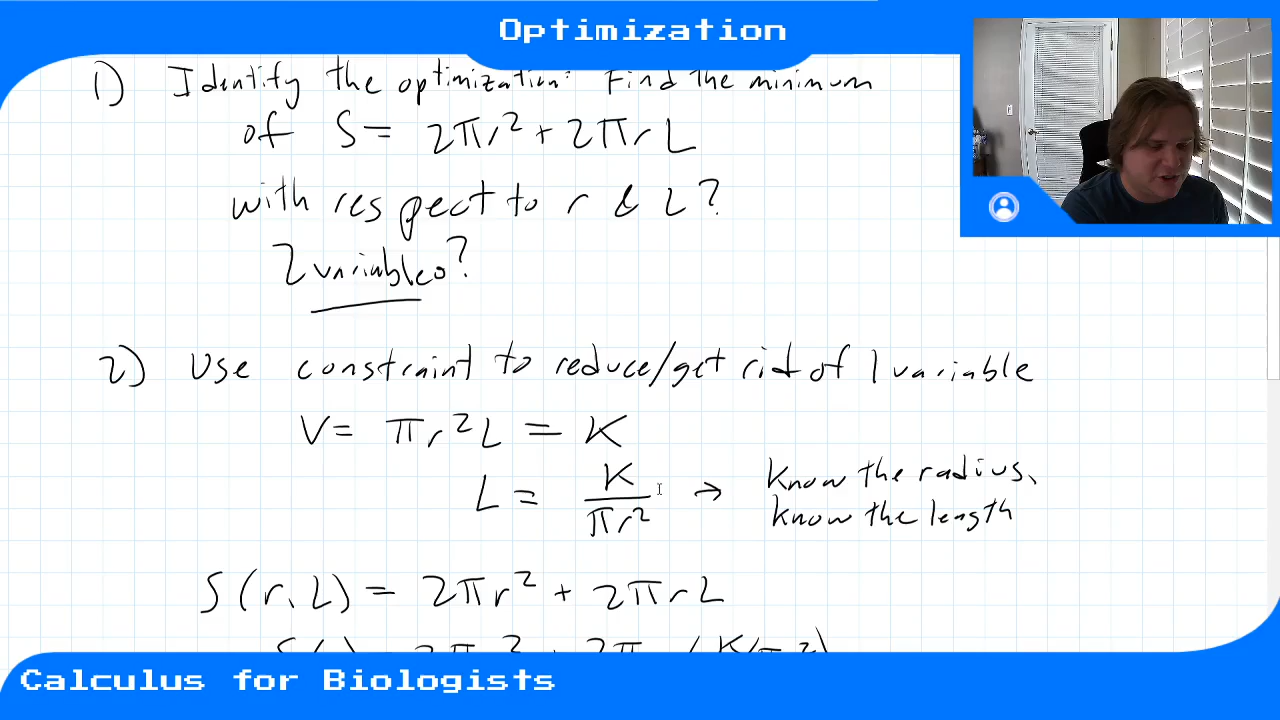 Optimization
1) Identify the optimization: Find the minimum
of S = 2πr² + 2πrL
with respect to r & L?
2 variables?
2) Use constraint to reduce/get rid of 1 variable
V = πr²L = K
L = K/πr² → Know the radius,
know the length
S(r, L) = 2πr² + 2πrL
Calculus for Biologists